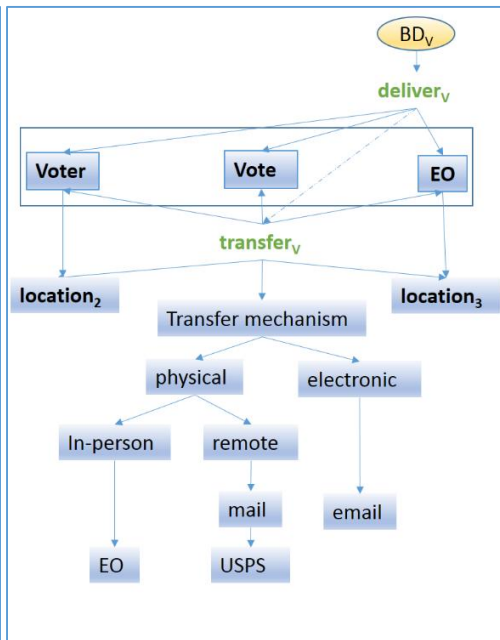 BDV
deliverV
Voter Vote EO
transferV
location2 location3
Transfer mechanism
physical electronic
In-person remote
mail email
EO USPS